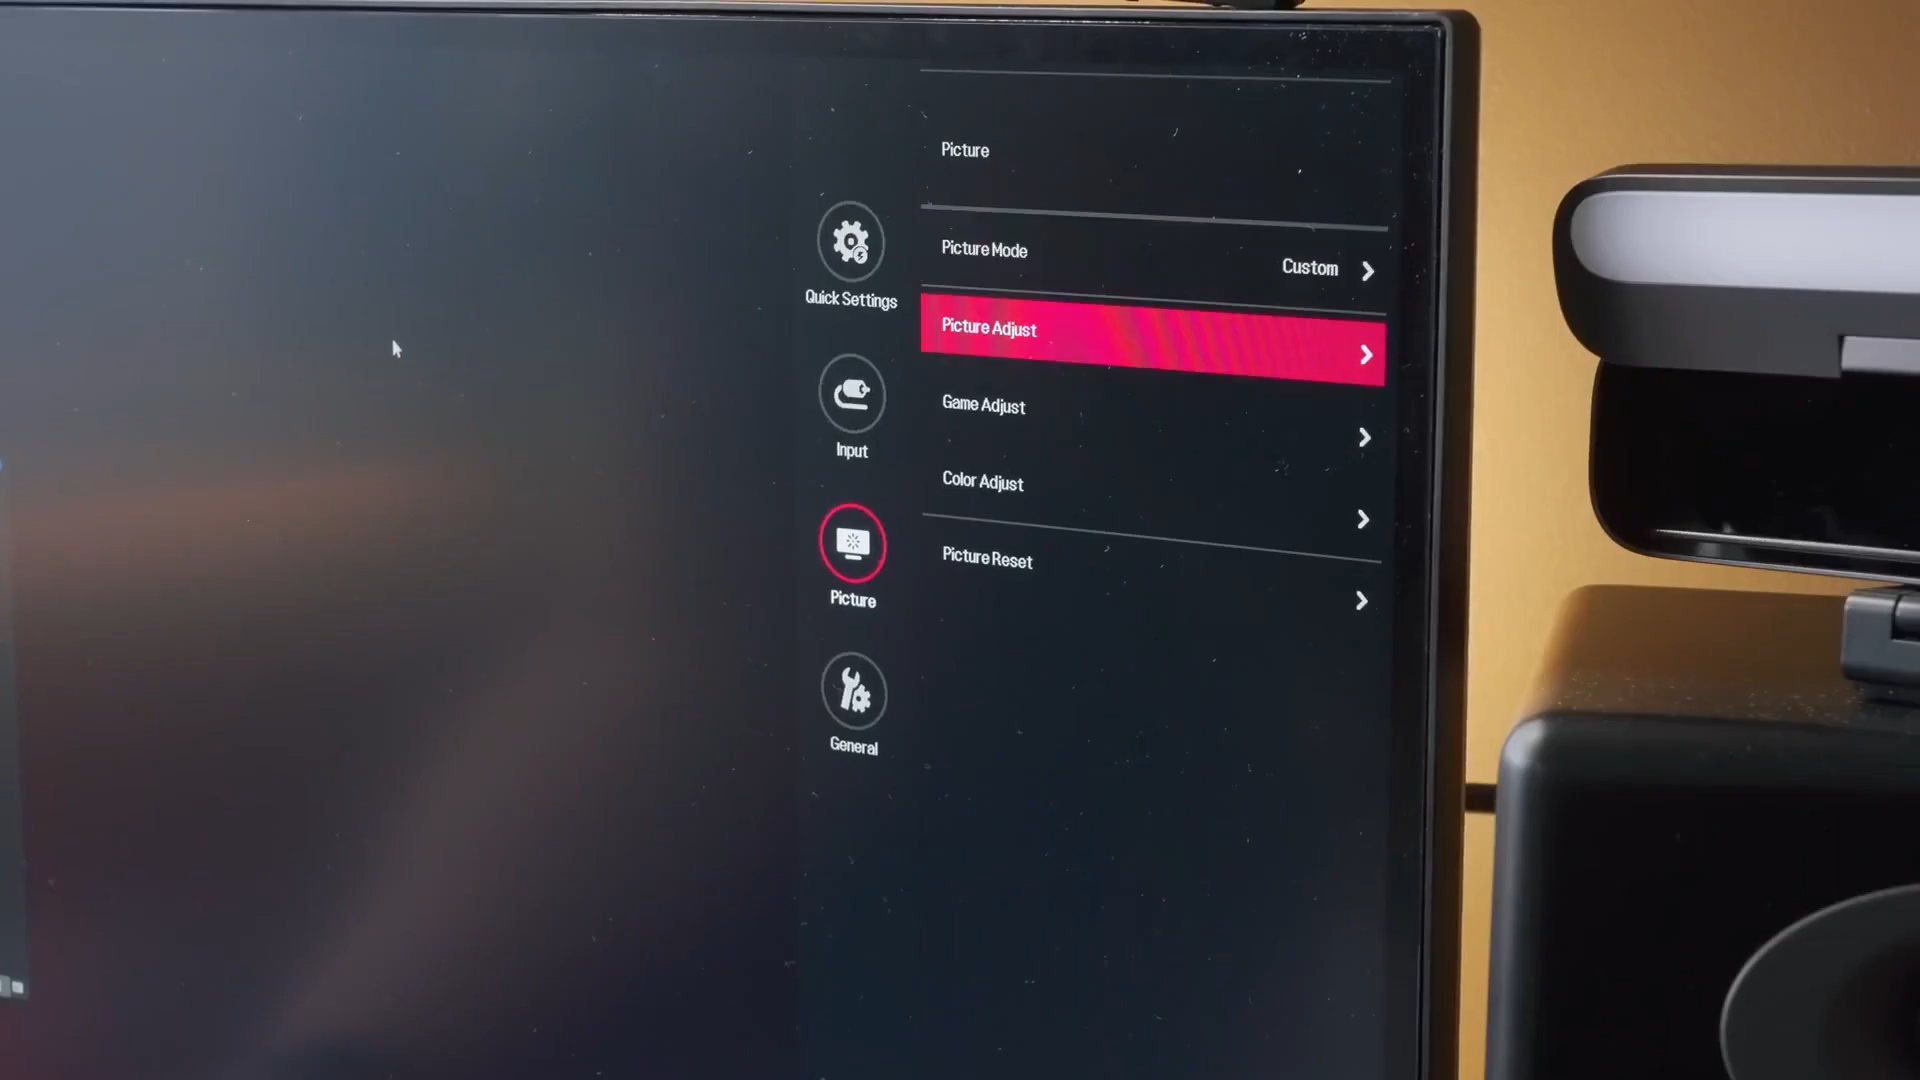 Quick Settings
Input
Picture
General
Picture
Picture Mode
Custom
Picture Adjust
Game Adjust
Color Adjust
Picture Reset